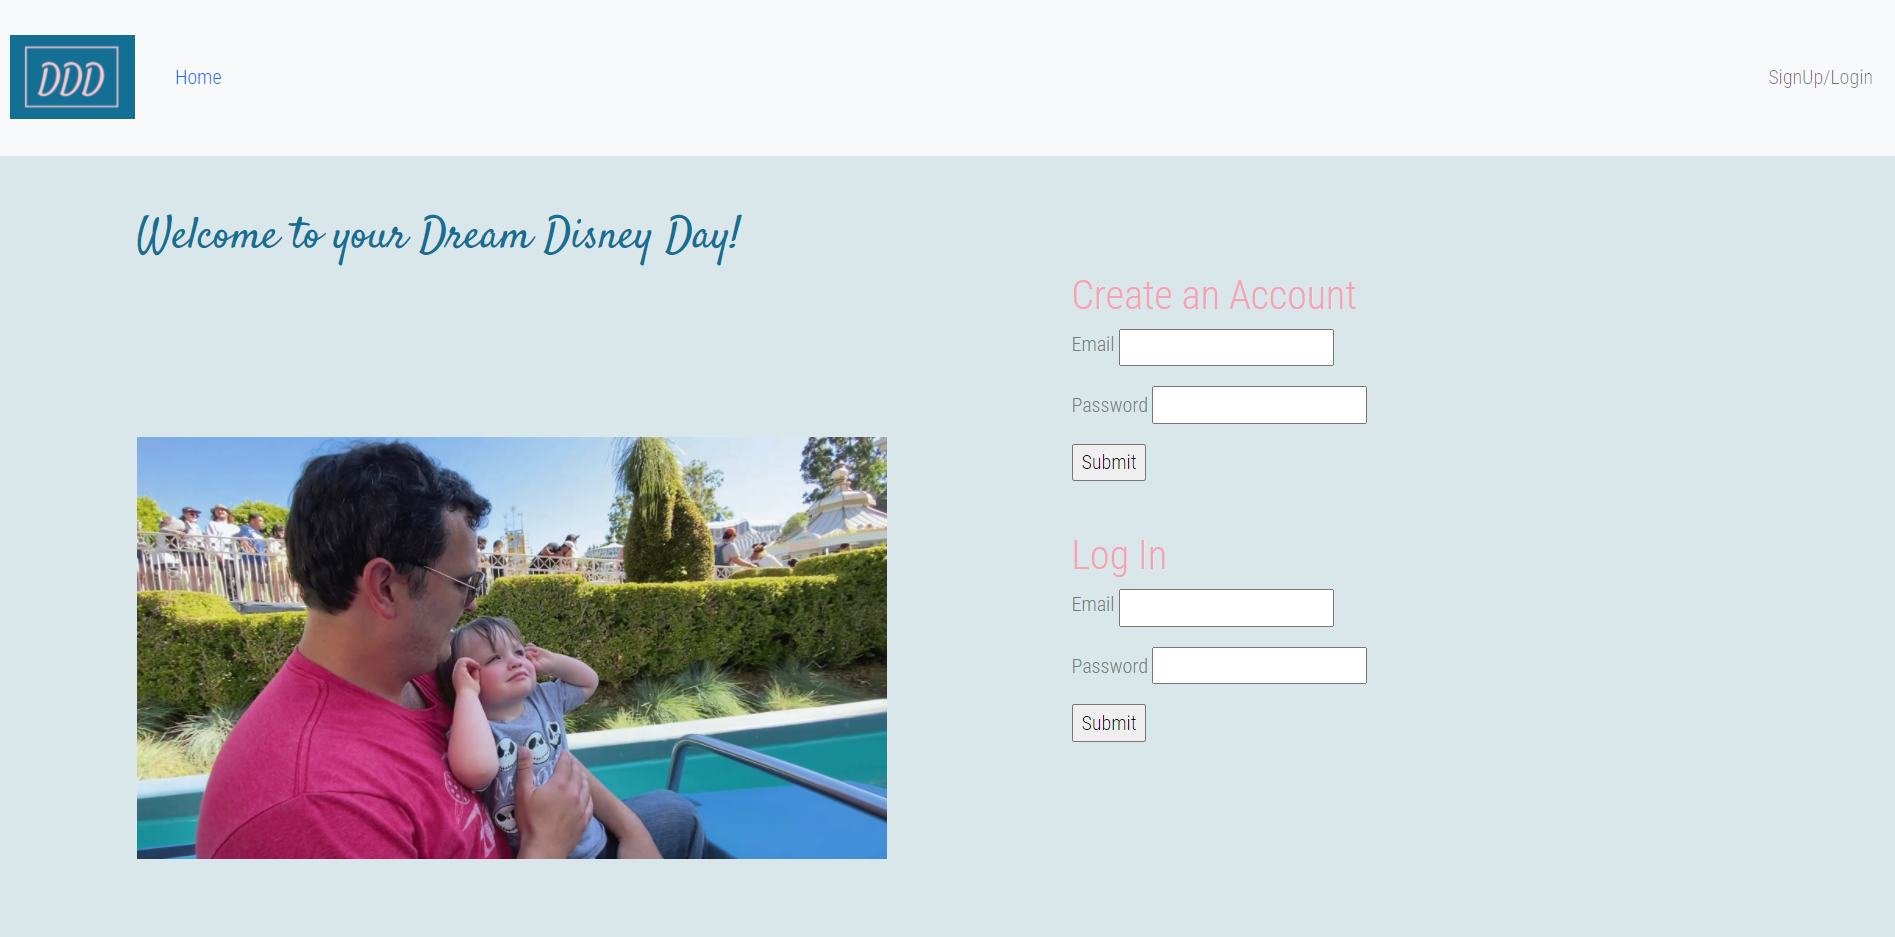 DDD
Home
SignUp/Login
Welcome to your Dream Disney Day!
Create an Account
Email
Password
Submit
Log In
Email
Password
Submit